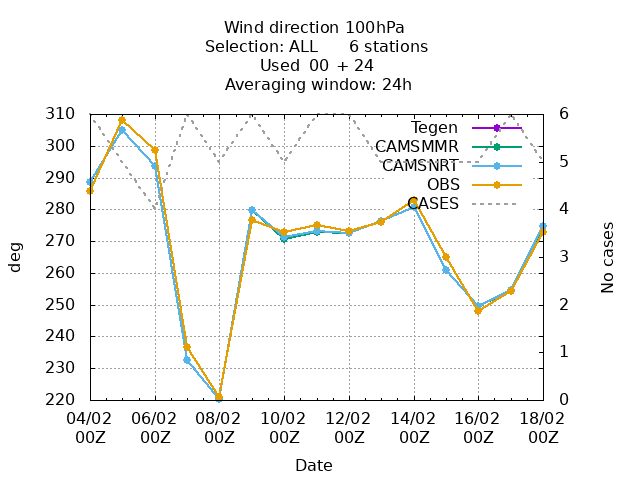 Wind direction 100hPa
Selection: ALL 6 stations
Used 00 + 24
Averaging window: 24h
310
300
290
280
270
260
250
240
230
220
deg
6
5
4
3
2
1
0
No cases
Tegen
CAMSMMR
CAMSNRT
OBS
CASES
04/02 06/02 08/02 10/02 12/02 14/02 16/02 18/02
00Z 00Z 00Z 00Z 00Z 00Z 00Z 00Z
Date